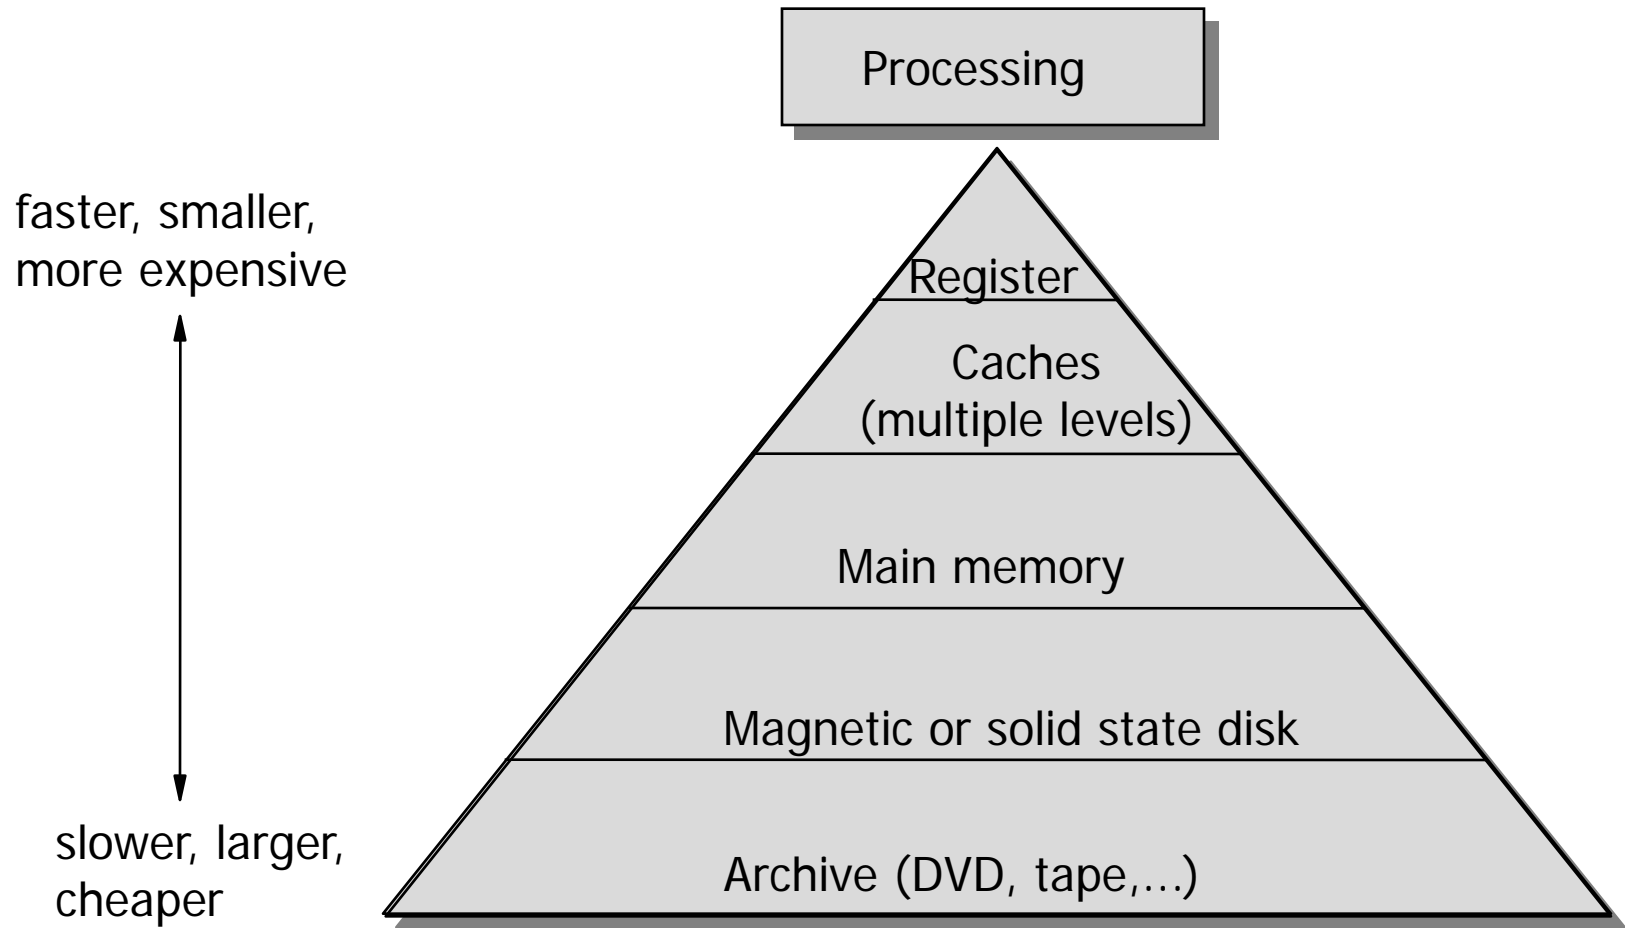 Processing
faster, smaller,
more expensive
Register
Caches
(multiple levels)
Main memory
Magnetic or solid state disk
slower, larger,
cheaper
Archive (DVD, tape,...)